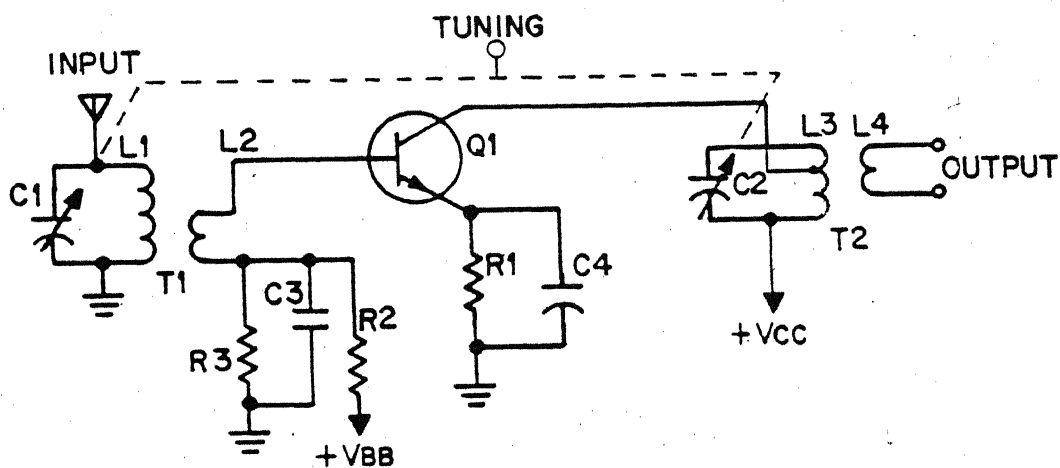 TUNING
INPUT
L1
L2
Q1
L3
L4
C1
C2
OUTPUT
T1
C3
R2
R1
C4
T2
R3
+VCC
+VBB